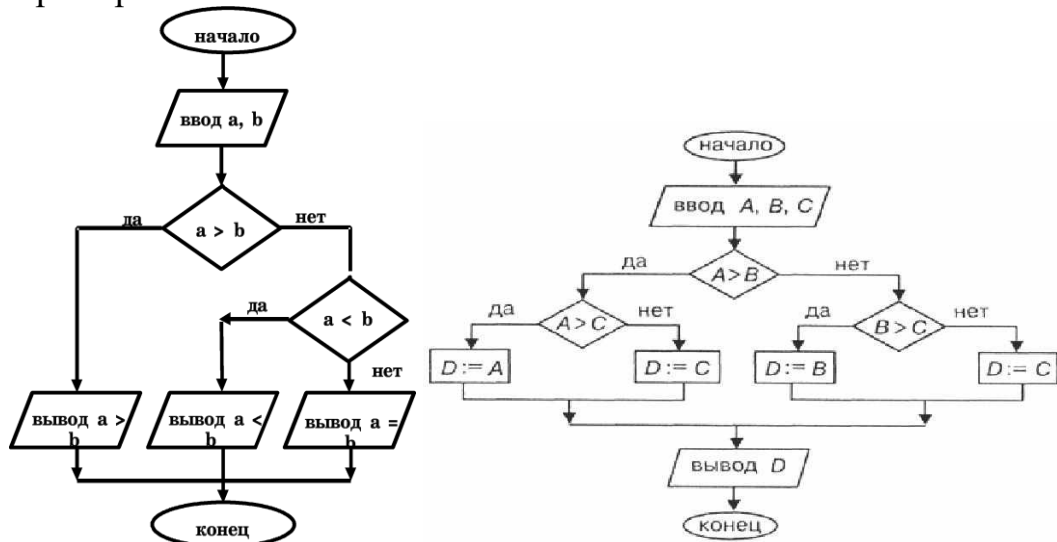 начало
ввод a, b
да
a > b
нет
да
a < b
нет
вывод a >
b
вывод a <
b
вывод a =
b
конец
начало
ввод A, B, C
да
A>B
нет
да
A>C
нет
да
B>C
нет
D:= A
D:= C
D:= B
D:= C
вывод D
конец